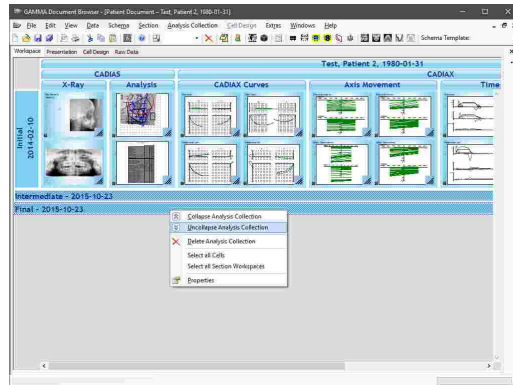 GAMMA Document Browser - [Patient Document - Test, Patient 2, 1980-01-31]
File Edit View Data Schema Section Analysis Collection Cell Design Extras Windows Help
Schema Template:
Workspace Presentation Cell Design Raw Data
Test, Patient 2, 1980-01-31
CADIAS CADIAX
X-Ray Analysis CADIAX Curves Axis Movement Time
Initial
2014-02-10
Intermediate - 2015-10-23
Final - 2015-10-23
Collapse Analysis Collection
Uncollapse Analysis Collection
Delete Analysis Collection
Select all Cells
Select all Section Workspaces
Properties